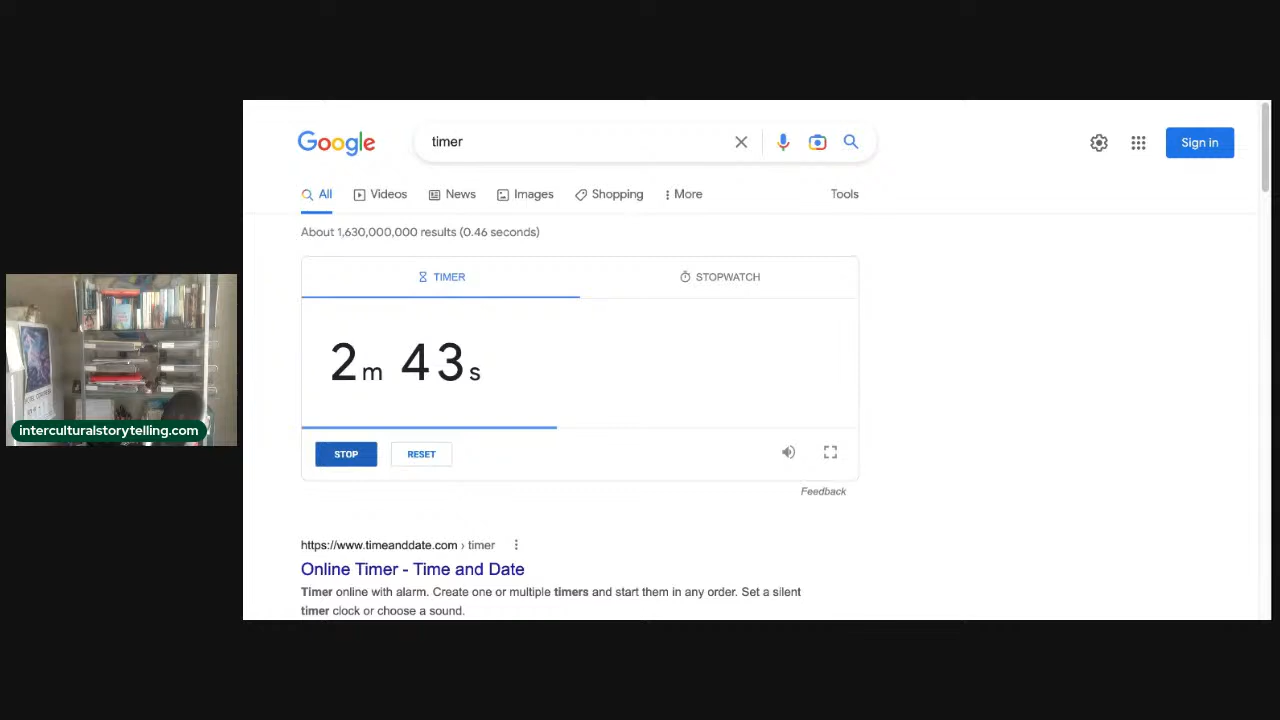 Google
timer
Sign in
All Videos News Images Shopping More Tools
About 1,630,000,000 results (0.46 seconds)
TIMER STOPWATCH
2m 43s
STOP RESET
Feedback
https://www.timeanddate.com › timer
Online Timer - Time and Date
Timer online with alarm. Create one or multiple timers and start them in any order. Set a silent
timer clock or choose a sound.
interculturalstorytelling.com